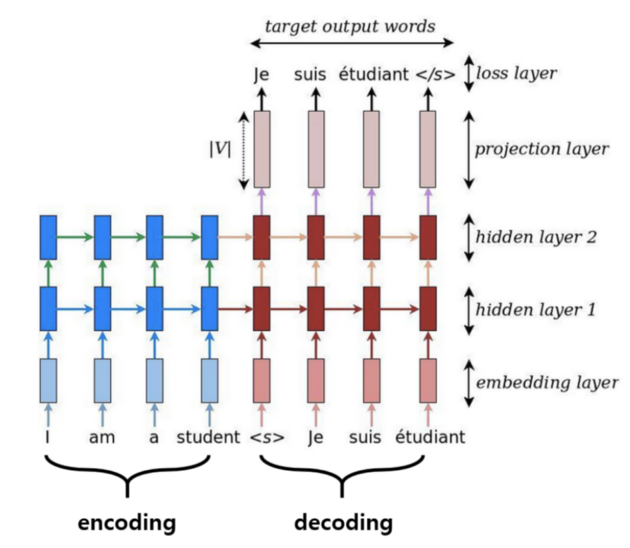 target output words
Je suis étudiant </s> loss layer
|V| projection layer
hidden layer 2
hidden layer 1
embedding layer
I am a student <s> Je suis étudiant
encoding decoding